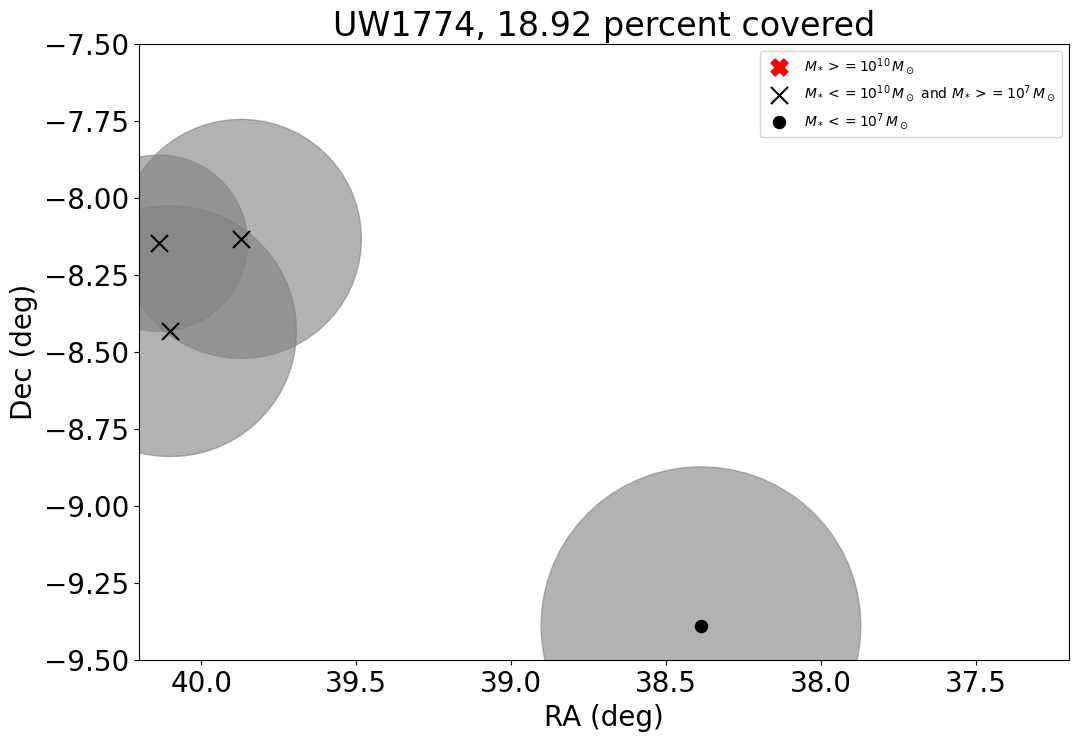 UW1774, 18.92 percent covered
−7.50
−7.75
−8.00
−8.25
−8.50
−8.75
−9.00
−9.25
−9.50
Dec (deg)
M* >= 10^10 M⊙
M* <= 10^10 M⊙ and M* >= 10^7 M⊙
M* <= 10^7 M⊙
40.0 39.5 39.0 38.5 38.0 37.5
RA (deg)